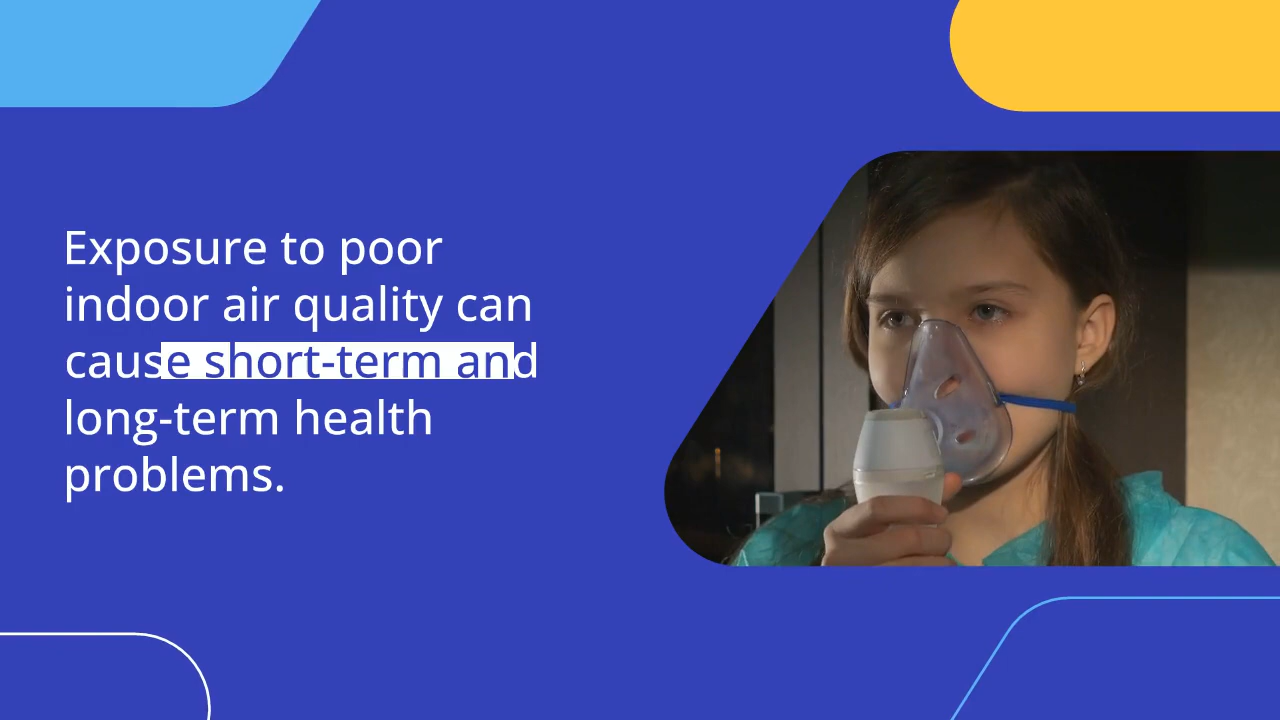 Exposure to poor
indoor air quality can
cause short-term and
long-term health
problems.